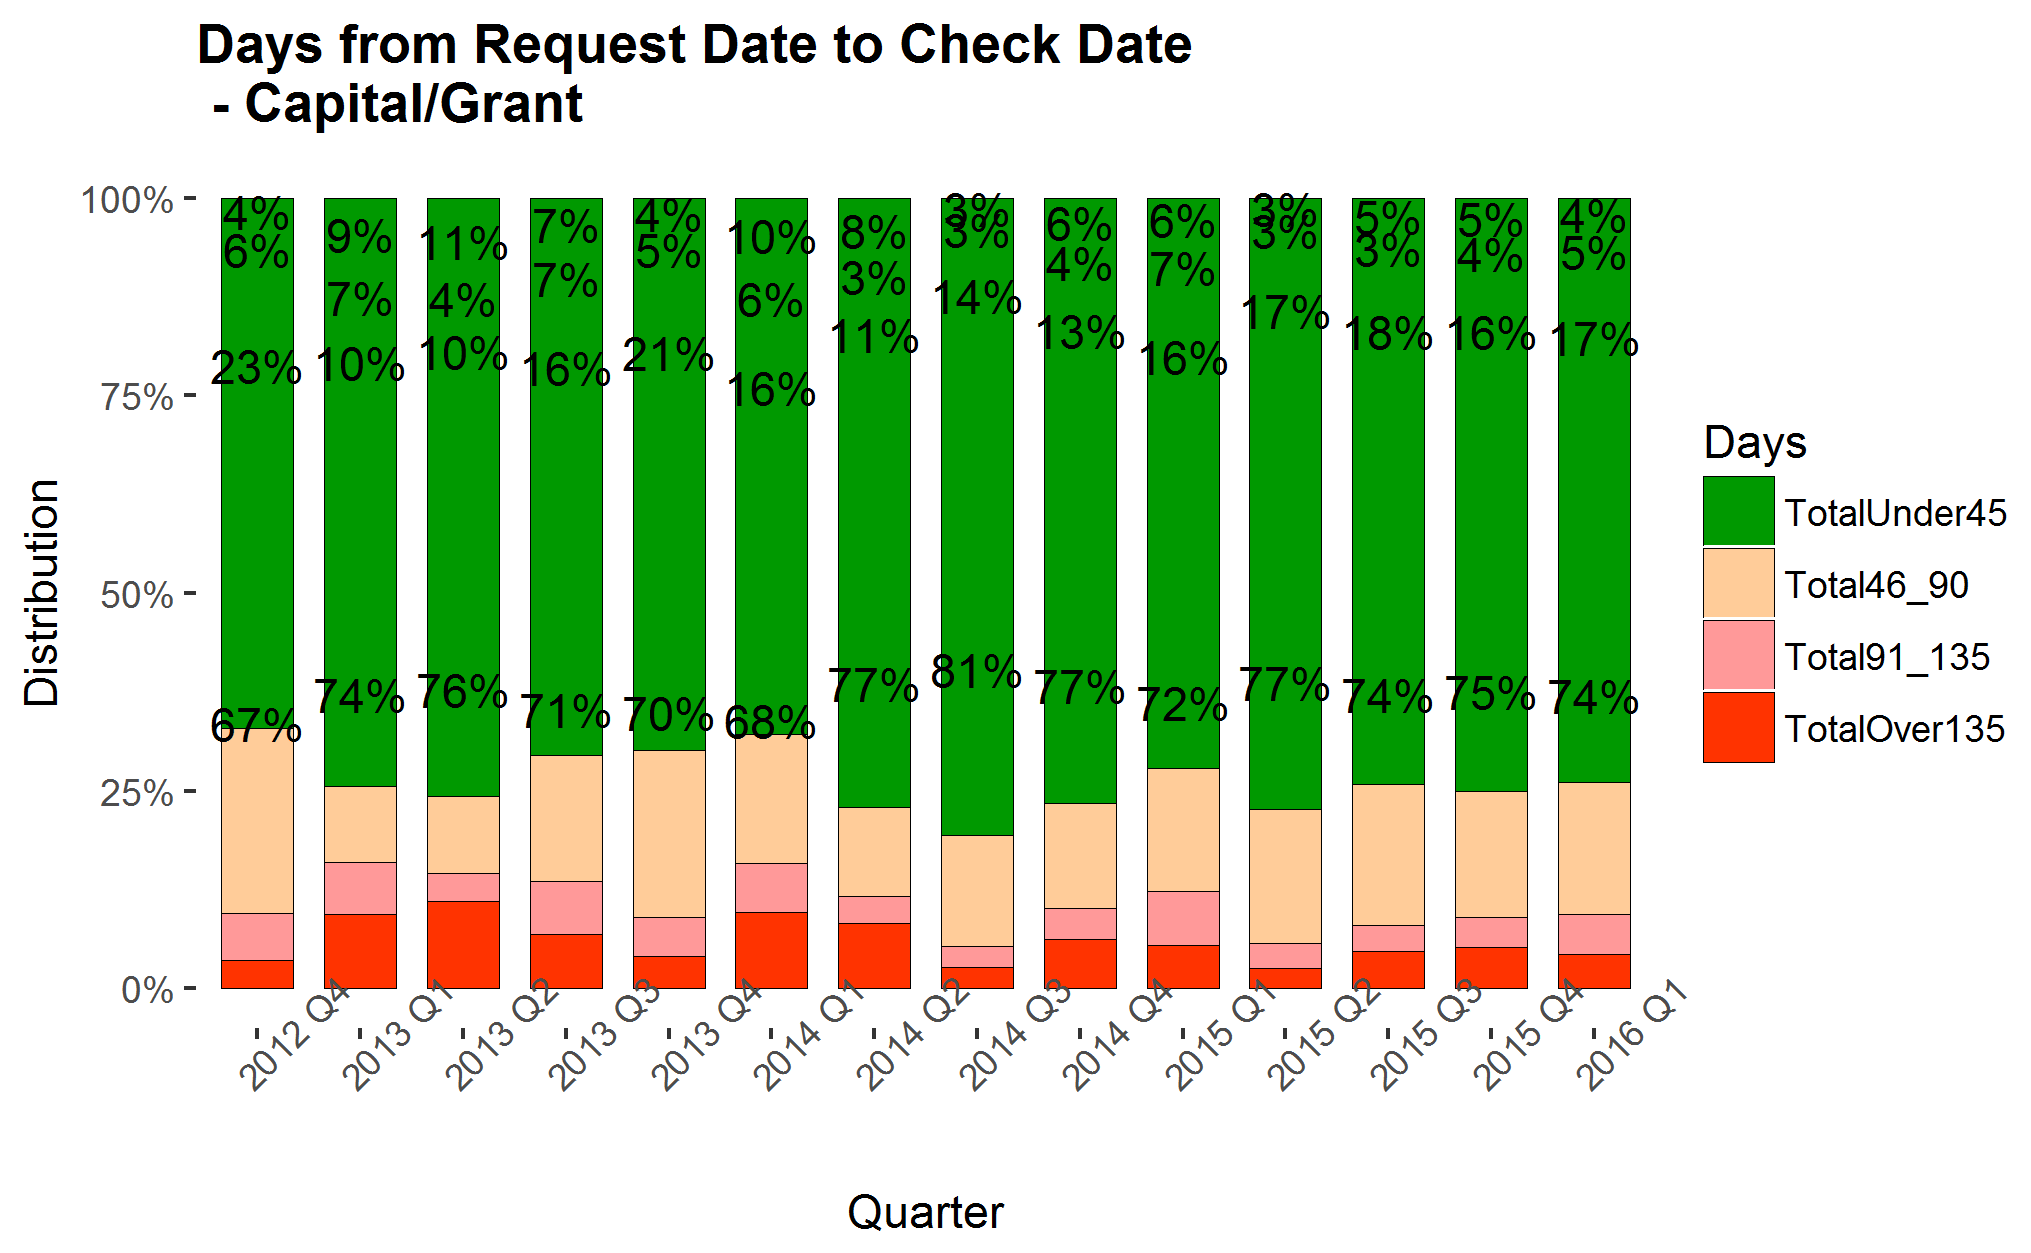 Days from Request Date to Check Date
- Capital/Grant
100%
75%
50%
25%
0%
Distribution
4% 9% 11% 7% 4% 10% 8% 3% 6% 6% 3% 5% 5% 4%
6% 7% 4% 7% 5% 6% 3% 3% 4% 7% 3% 3% 4% 5%
23% 10% 10% 16% 21% 16% 11% 14% 13% 16% 17% 18% 16% 17%
67% 74% 76% 71% 70% 68% 77% 81% 77% 72% 77% 74% 75% 74%
2012 Q4
2013 Q1
2013 Q2
2013 Q3
2013 Q4
2014 Q1
2014 Q2
2014 Q3
2014 Q4
2015 Q1
2015 Q2
2015 Q3
2015 Q4
2016 Q1
Quarter
Days
TotalUnder45
Total46_90
Total91_135
TotalOver135